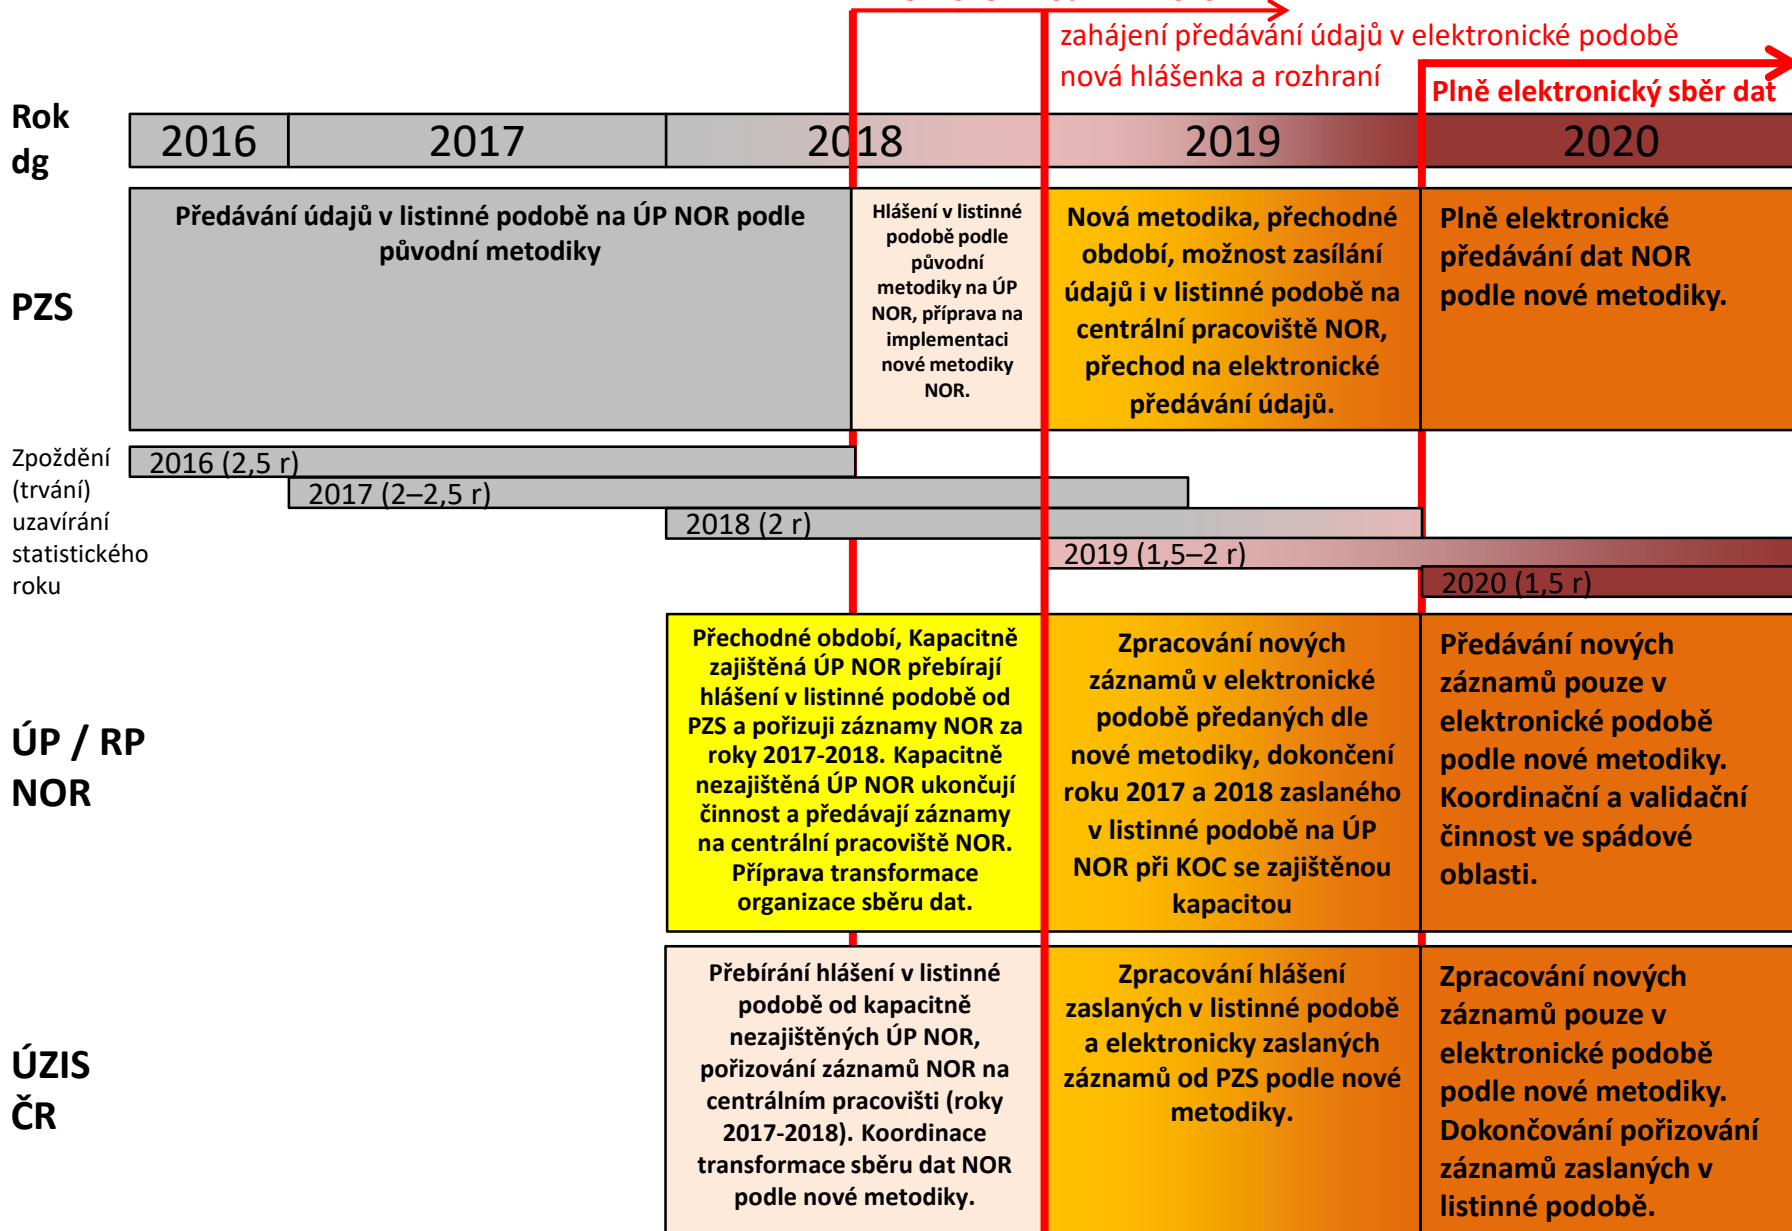 zahájení předávání údajů v elektronické podobě
nová hlášenka a rozhraní
Plně elektronický sběr dat
Rok
dg
2016
2017
2018
2019
2020
PZS
Předávání údajů v listinné podobě na ÚP NOR podle
původní metodiky
Hlášení v listinné
podobě podle
původní
metodiky na ÚP
NOR, příprava na
implementaci
nové metodiky
NOR.
Nová metodika, přechodné
období, možnost zasílání
údajů i v listinné podobě na
centrální pracoviště NOR,
přechod na elektronické
předávání údajů.
Plně elektronické
předávání dat NOR
podle nové metodiky.
Zpoždění
(trvání)
uzavírání
statistického
roku
2016 (2,5 r)
2017 (2–2,5 r)
2018 (2 r)
2019 (1,5–2 r)
2020 (1,5 r)
ÚP / RP
NOR
Přechodné období, Kapacitně
zajištěná ÚP NOR přebírají
hlášení v listinné podobě od
PZS a pořizuji záznamy NOR za
roky 2017-2018. Kapacitně
nezajištěná ÚP NOR ukončují
činnost a předávají záznamy
na centrální pracoviště NOR.
Příprava transformace
organizace sběru dat.
Zpracování nových
záznamů v elektronické
podobě předaných dle
nové metodiky, dokončení
roku 2017 a 2018 zaslaného
v listinné podobě na ÚP
NOR při KOC se zajištěnou
kapacitou
Předávání nových
záznamů pouze v
elektronické podobě
podle nové metodiky.
Koordinační a validační
činnost ve spádové
oblasti.
ÚZIS
ČR
Přebírání hlášení v listinné
podobě od kapacitně
nezajištěných ÚP NOR,
pořizování záznamů NOR na
centrálním pracovišti (roky
2017-2018). Koordinace
transformace sběru dat NOR
podle nové metodiky.
Zpracování hlášení
zaslaných v listinné podobě
a elektronicky zaslaných
záznamů od PZS podle nové
metodiky.
Zpracování nových
záznamů pouze v
elektronické podobě
podle nové metodiky.
Dokončování pořizování
záznamů zaslaných v
listinné podobě.